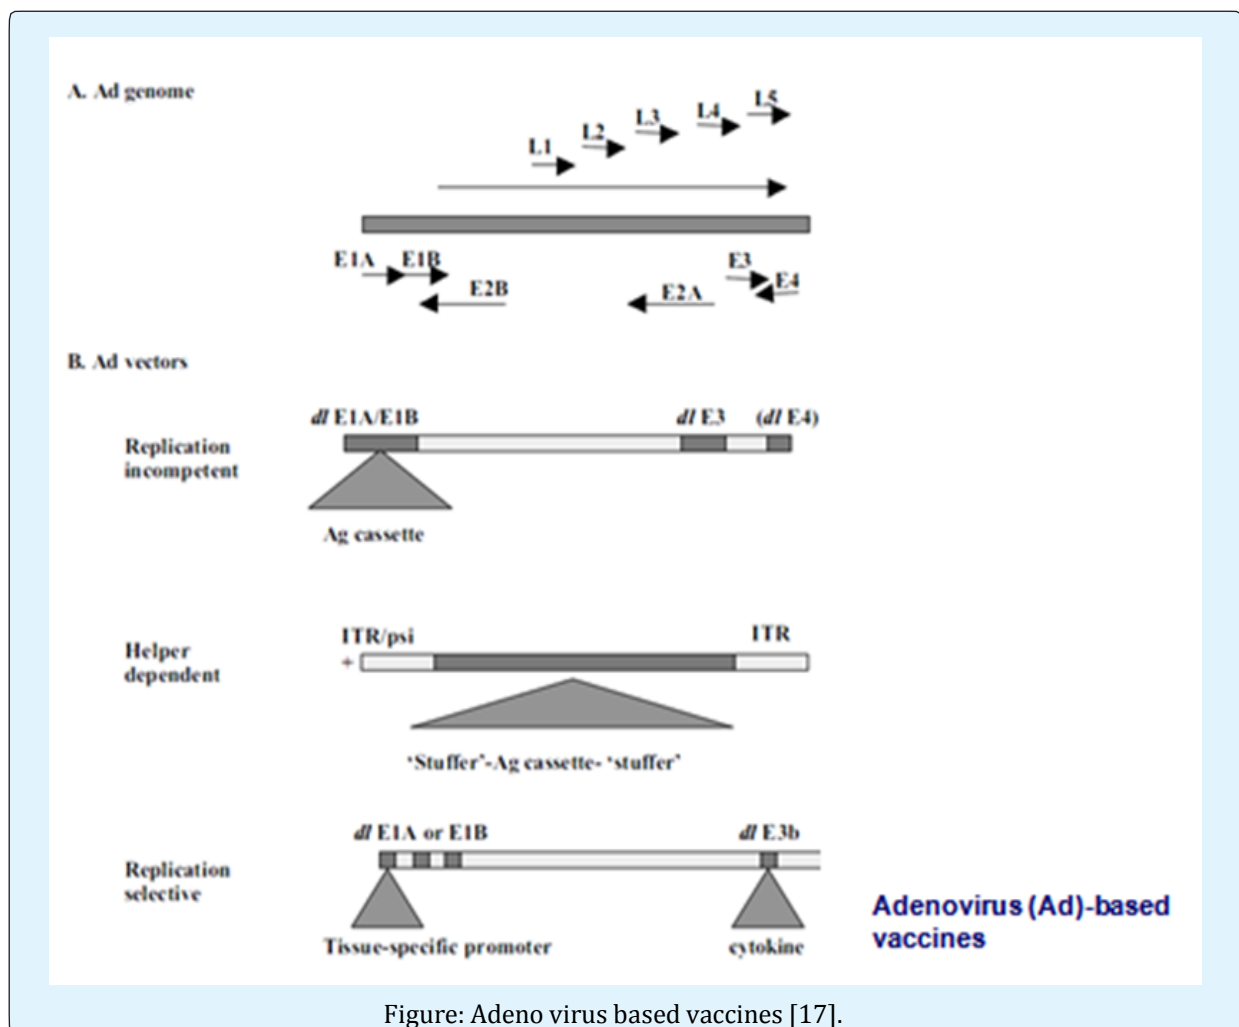 A. Ad genome
L1 L2 L3 L4 L5
E1A E1B E3
E2B E2A E4
B. Ad vectors
dl E1A/E1B dl E3 (dl E4)
Replication
incompetent
Ag cassette
ITR/psi ITR
Helper
dependent
+
'Stuffer'-Ag cassette- 'stuffer'
dl E1A or E1B dl E3b
Replication
selective
Tissue-specific promoter cytokine
Adenovirus (Ad)-based
vaccines
Figure: Adeno virus based vaccines [17].